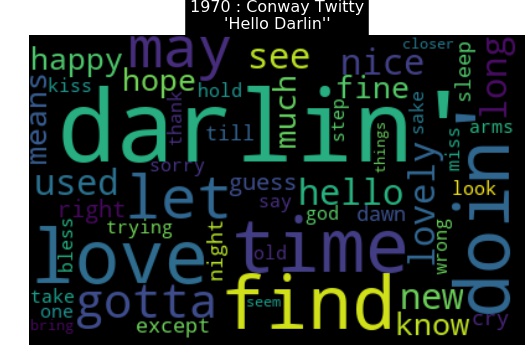 1970 : Conway Twitty
'Hello Darlin''
may
closer
happy
see
nice
long
sleep
kiss
hope
hold
fine
means
darlin'
thank
much
step
sake
doin'
till
things
miss
arms
sorry
used
let
guess
hello
lovely
look
right
say
god
dawn
bless
trying
love
night
old
time
wrong
take
gotta
find
seem
new
one
bring
except
know
cry